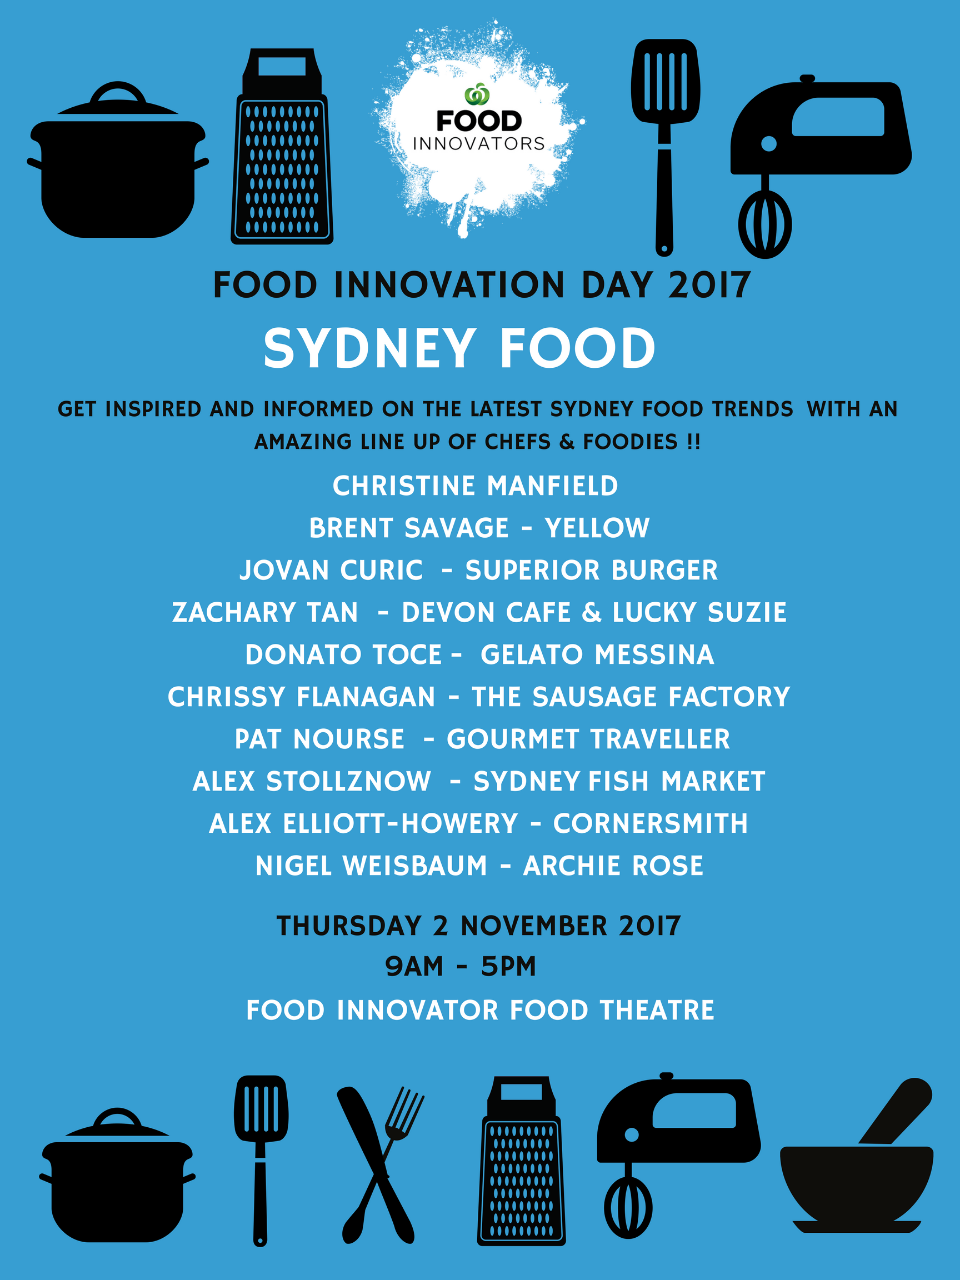 FOOD
INNOVATORS
FOOD INNOVATION DAY 2017
SYDNEY FOOD
GET INSPIRED AND INFORMED ON THE LATEST SYDNEY FOOD TRENDS WITH AN
AMAZING LINE UP OF CHEFS & FOODIES !!
CHRISTINE MANFIELD
BRENT SAVAGE - YELLOW
JOVAN CURIC - SUPERIOR BURGER
ZACHARY TAN - DEVON CAFE & LUCKY SUZIE
DONATO TOCE - GELATO MESSINA
CHRISSY FLANAGAN - THE SAUSAGE FACTORY
PAT NOURSE - GOURMET TRAVELLER
ALEX STOLLZNOW - SYDNEY FISH MARKET
ALEX ELLIOTT-HOWERY - CORNERSMITH
NIGEL WEISBAUM - ARCHIE ROSE
THURSDAY 2 NOVEMBER 2017
9AM - 5PM
FOOD INNOVATOR FOOD THEATRE